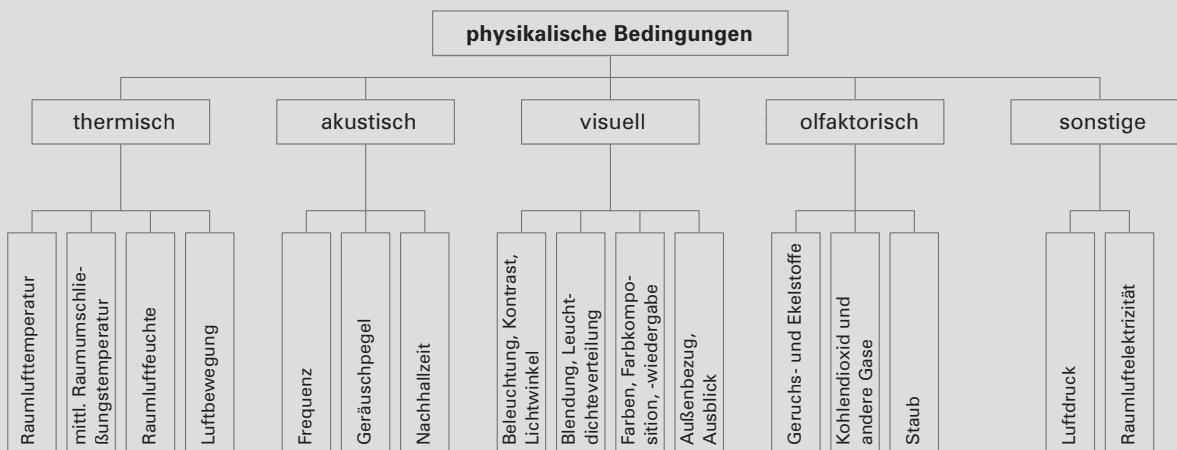 physikalische Bedingungen
thermisch
akustisch
visuell
olfaktorisch
sonstige
Raumlufttemperatur
mittl. Raumumschlie-
ßungstemperatur
Raumluftfeuchte
Luftbewegung
Frequenz
Geräuschpegel
Nachhallzeit
Beleuchtung, Kontrast,
Lichtwinkel
Blendung, Leucht-
dichteverteilung
Farben, Farbkompo-
sition, -wiedergabe
Außenbezug,
Ausblick
Geruchs- und Ekelstoffe
Kohlendioxid und
andere Gase
Staub
Luftdruck
Raumluftelektrizität